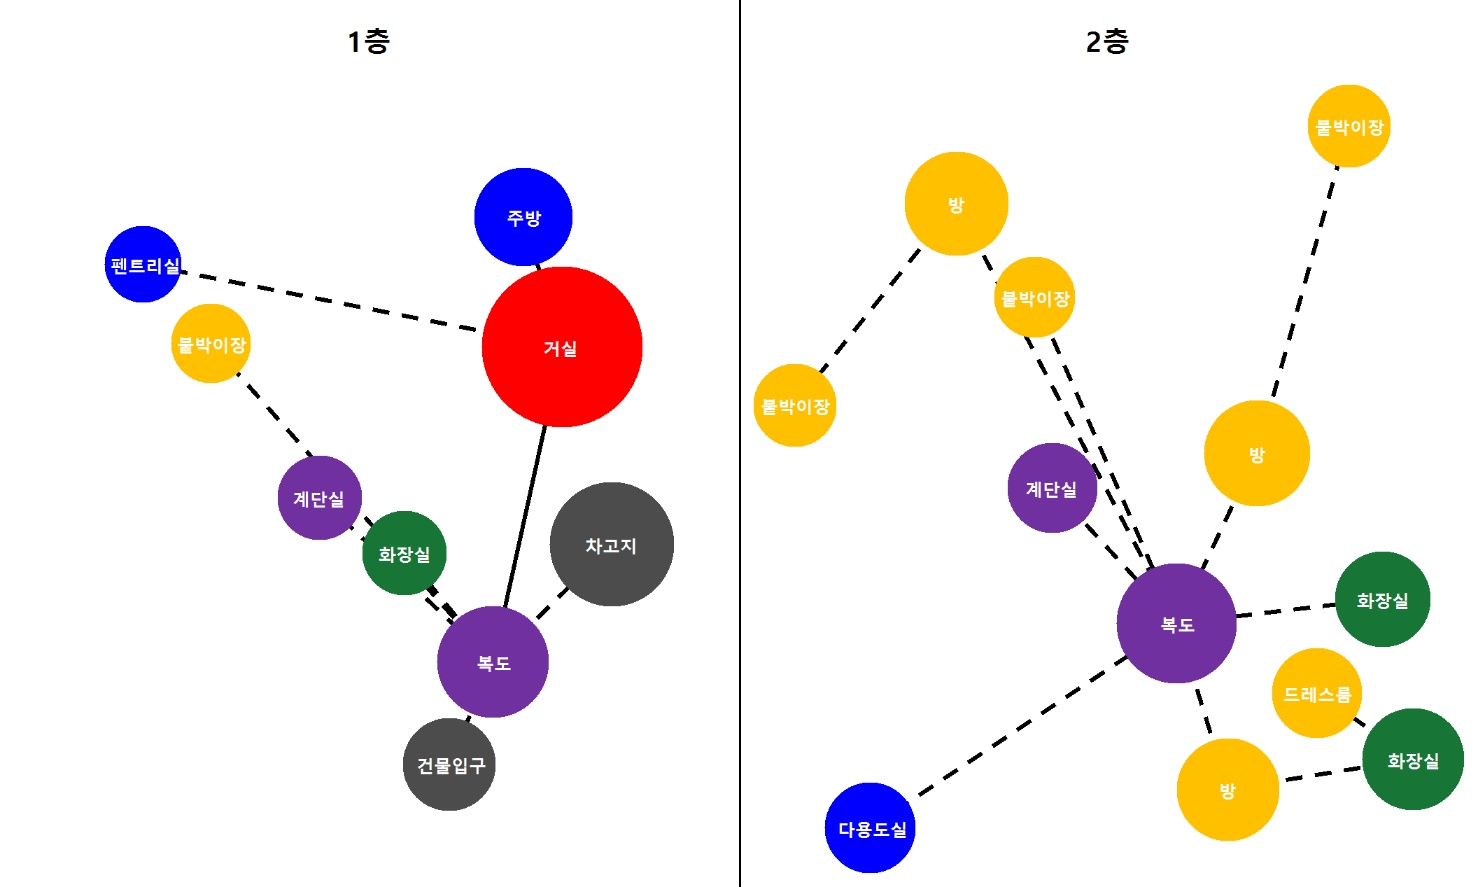 1층
주방
펜트리실
붙박이장
거실
계단실
화장실
차고지
복도
건물입구
2층
붙박이장
방
붙박이장
붙박이장
방
계단실
화장실
복도
드레스룸
화장실
방
다용도실